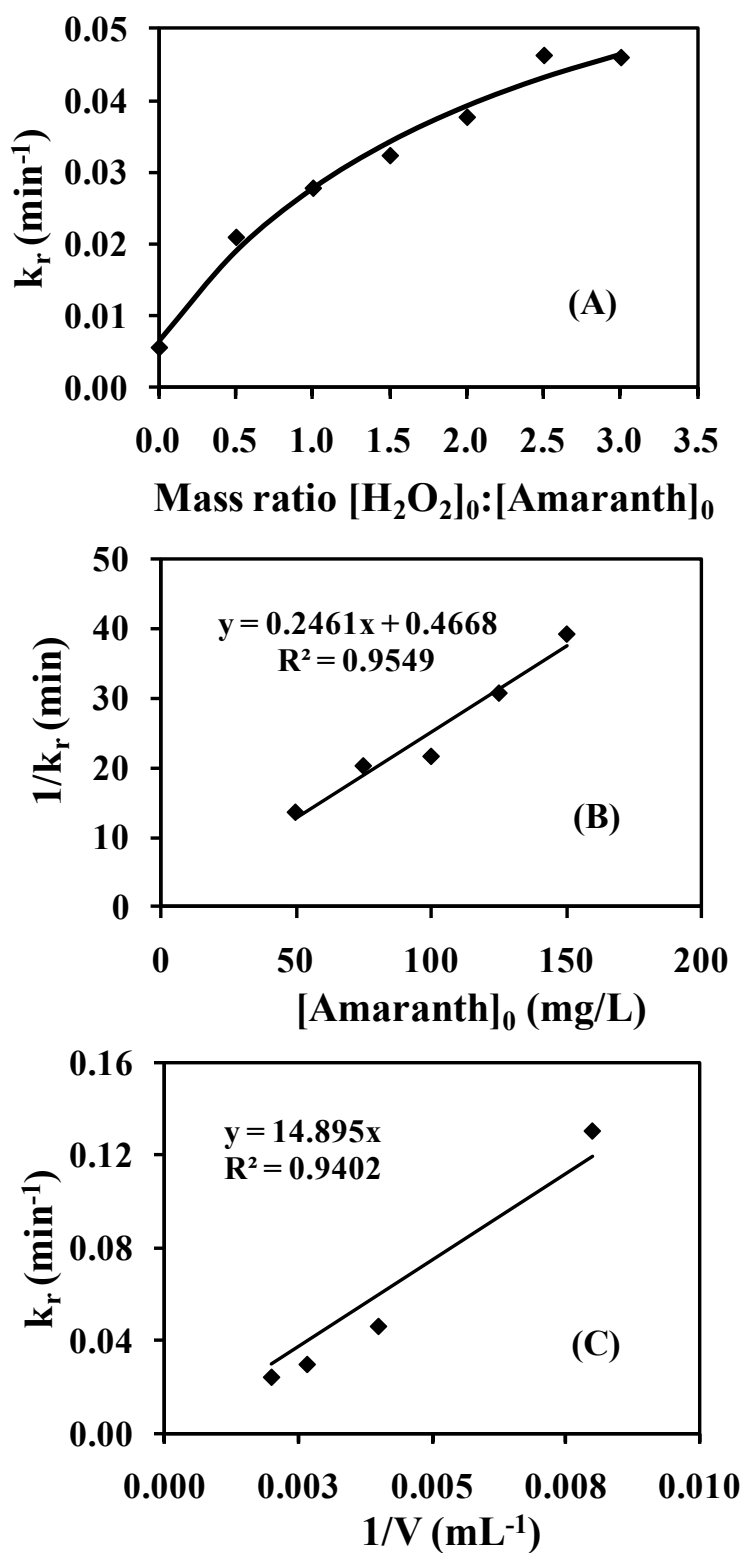 0.05
0.04
0.03
0.02
0.01
0.00
kᵣ (min⁻¹)
(A)
0.0 0.5 1.0 1.5 2.0 2.5 3.0 3.5
Mass ratio [H₂O₂]₀:[Amaranth]₀
50
40
30
20
10
0
1/kᵣ (min)
y = 0.2461x + 0.4668
R² = 0.9549
(B)
0 50 100 150 200
[Amaranth]₀ (mg/L)
0.16
0.12
0.08
0.04
0.00
kᵣ (min⁻¹)
y = 14.895x
R² = 0.9402
(C)
0.000 0.003 0.005 0.008 0.010
1/V (mL⁻¹)